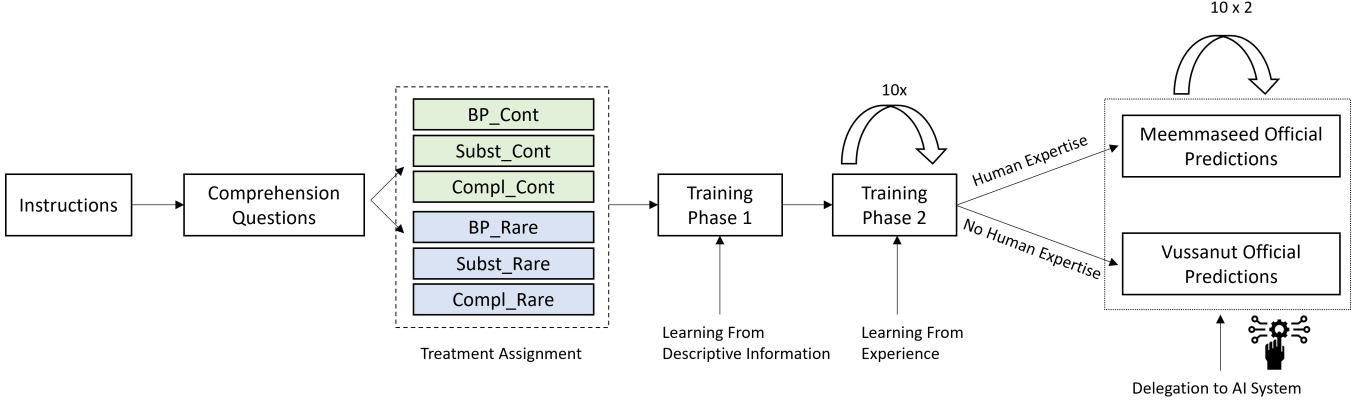 Instructions
Comprehension
Questions
BP_Cont
Subst_Cont
Compl_Cont
BP_Rare
Subst_Rare
Compl_Rare
Treatment Assignment
Training
Phase 1
Learning From
Descriptive Information
10x
Training
Phase 2
Learning From
Experience
Human Expertise
No Human Expertise
10 x 2
Meemmaseed Official
Predictions
Vussanut Official
Predictions
Delegation to AI System